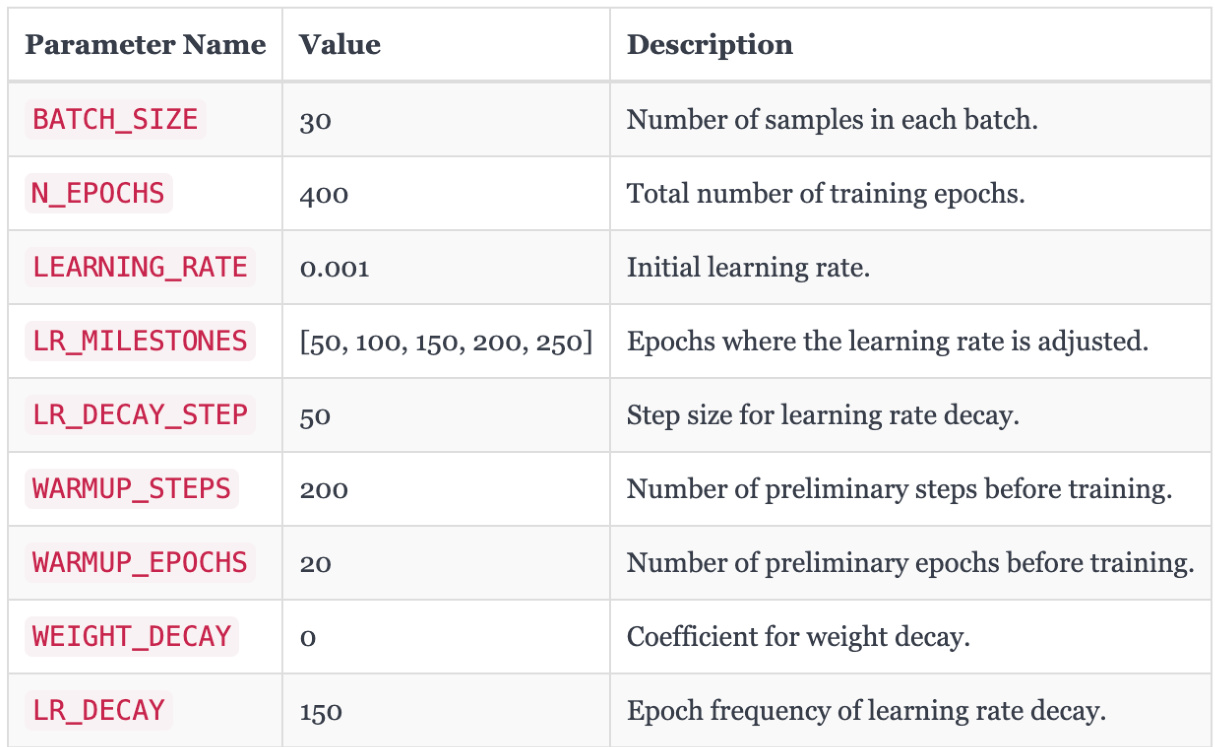 Parameter Name Value Description
BATCH_SIZE 30 Number of samples in each batch.
N_EPOCHS 400 Total number of training epochs.
LEARNING_RATE 0.001 Initial learning rate.
LR_MILESTONES [50, 100, 150, 200, 250] Epochs where the learning rate is adjusted.
LR_DECAY_STEP 50 Step size for learning rate decay.
WARMUP_STEPS 200 Number of preliminary steps before training.
WARMUP_EPOCHS 20 Number of preliminary epochs before training.
WEIGHT_DECAY 0 Coefficient for weight decay.
LR_DECAY 150 Epoch frequency of learning rate decay.